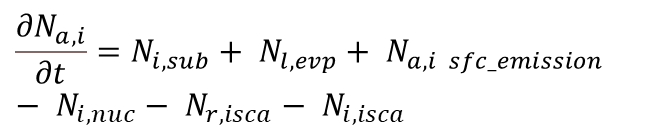 ∂N_{a,i}/∂t = N_{i,sub} + N_{l,evp} + N_{a,i sfc_emission}
− N_{i,nuc} − N_{r,isca} − N_{i,isca}